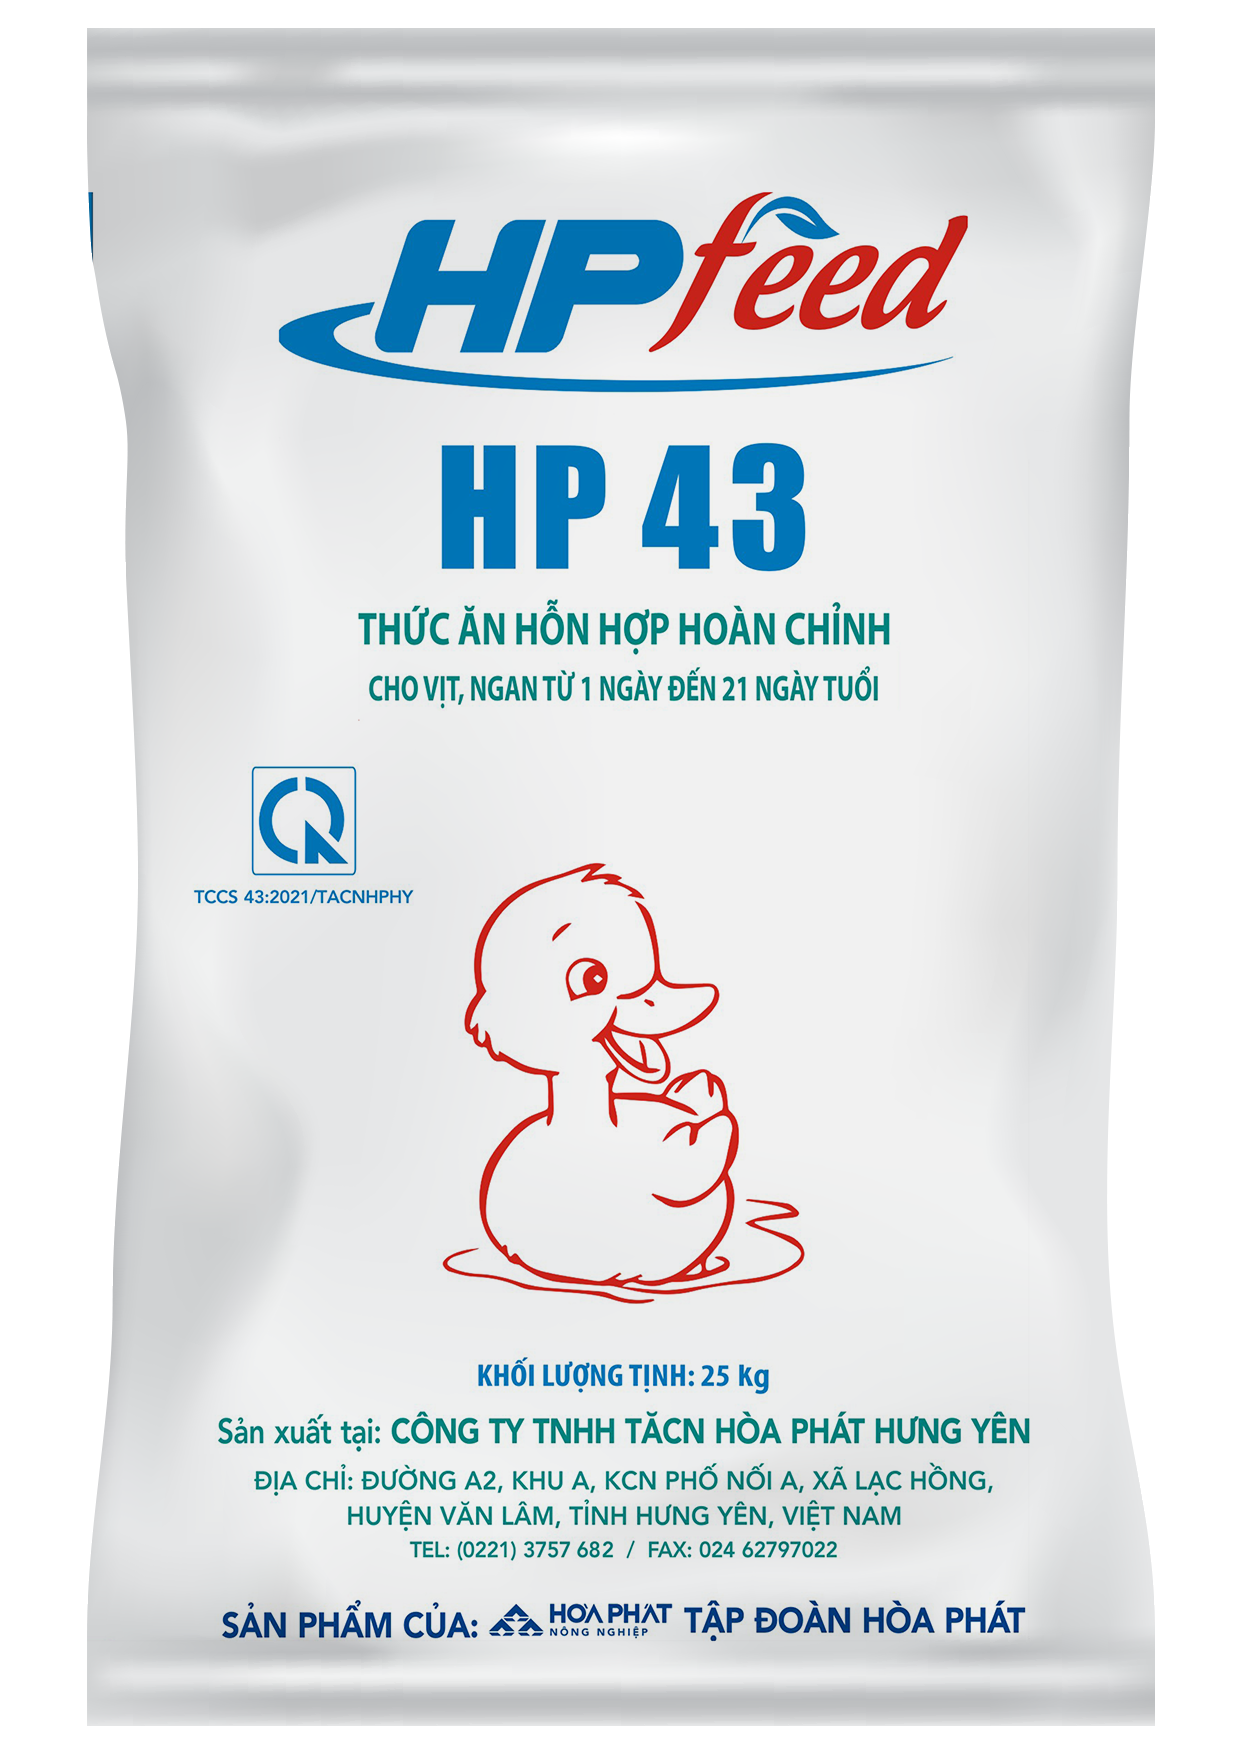 HPfeed
HP 43
THỨC ĂN HỖN HỢP HOÀN CHỈNH
CHO VỊT, NGAN TỪ 1 NGÀY ĐẾN 21 NGÀY TUỔI
TCCS 43:2021/TACNHPHY
KHỐI LƯỢNG TỊNH: 25 kg
Sản xuất tại: CÔNG TY TNHH TĂCN HÒA PHÁT HƯNG YÊN
ĐỊA CHỈ: ĐƯỜNG A2, KHU A, KCN PHỐ NỐI A, XÃ LẠC HỒNG,
HUYỆN VĂN LÂM, TỈNH HƯNG YÊN, VIỆT NAM
TEL: (0221) 3757 682 / FAX: 024 62797022
SẢN PHẨM CỦA: HÒA PHÁT NÔNG NGHIỆP TẬP ĐOÀN HÒA PHÁT